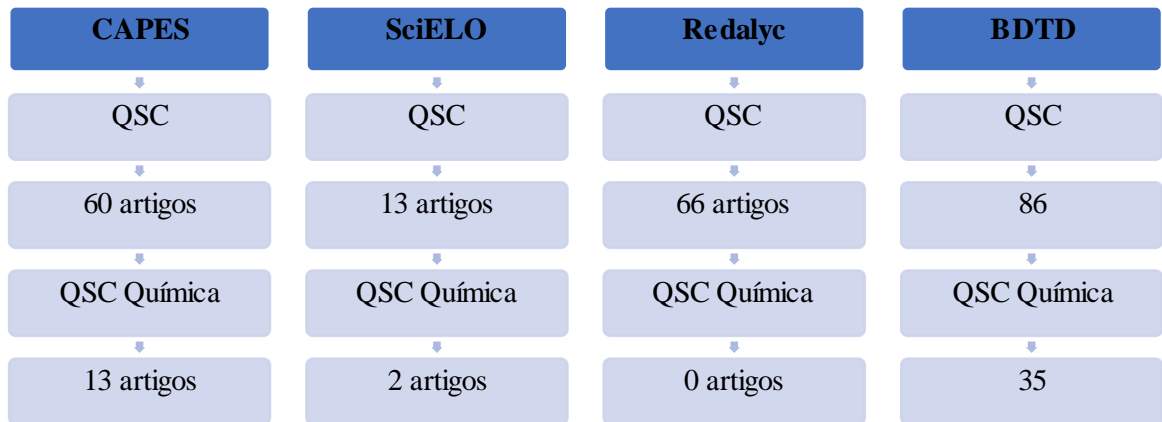 CAPES
QSC
60 artigos
QSC Química
13 artigos
SciELO
QSC
13 artigos
QSC Química
2 artigos
Redalyc
QSC
66 artigos
QSC Química
0 artigos
BDTD
QSC
86
QSC Química
35